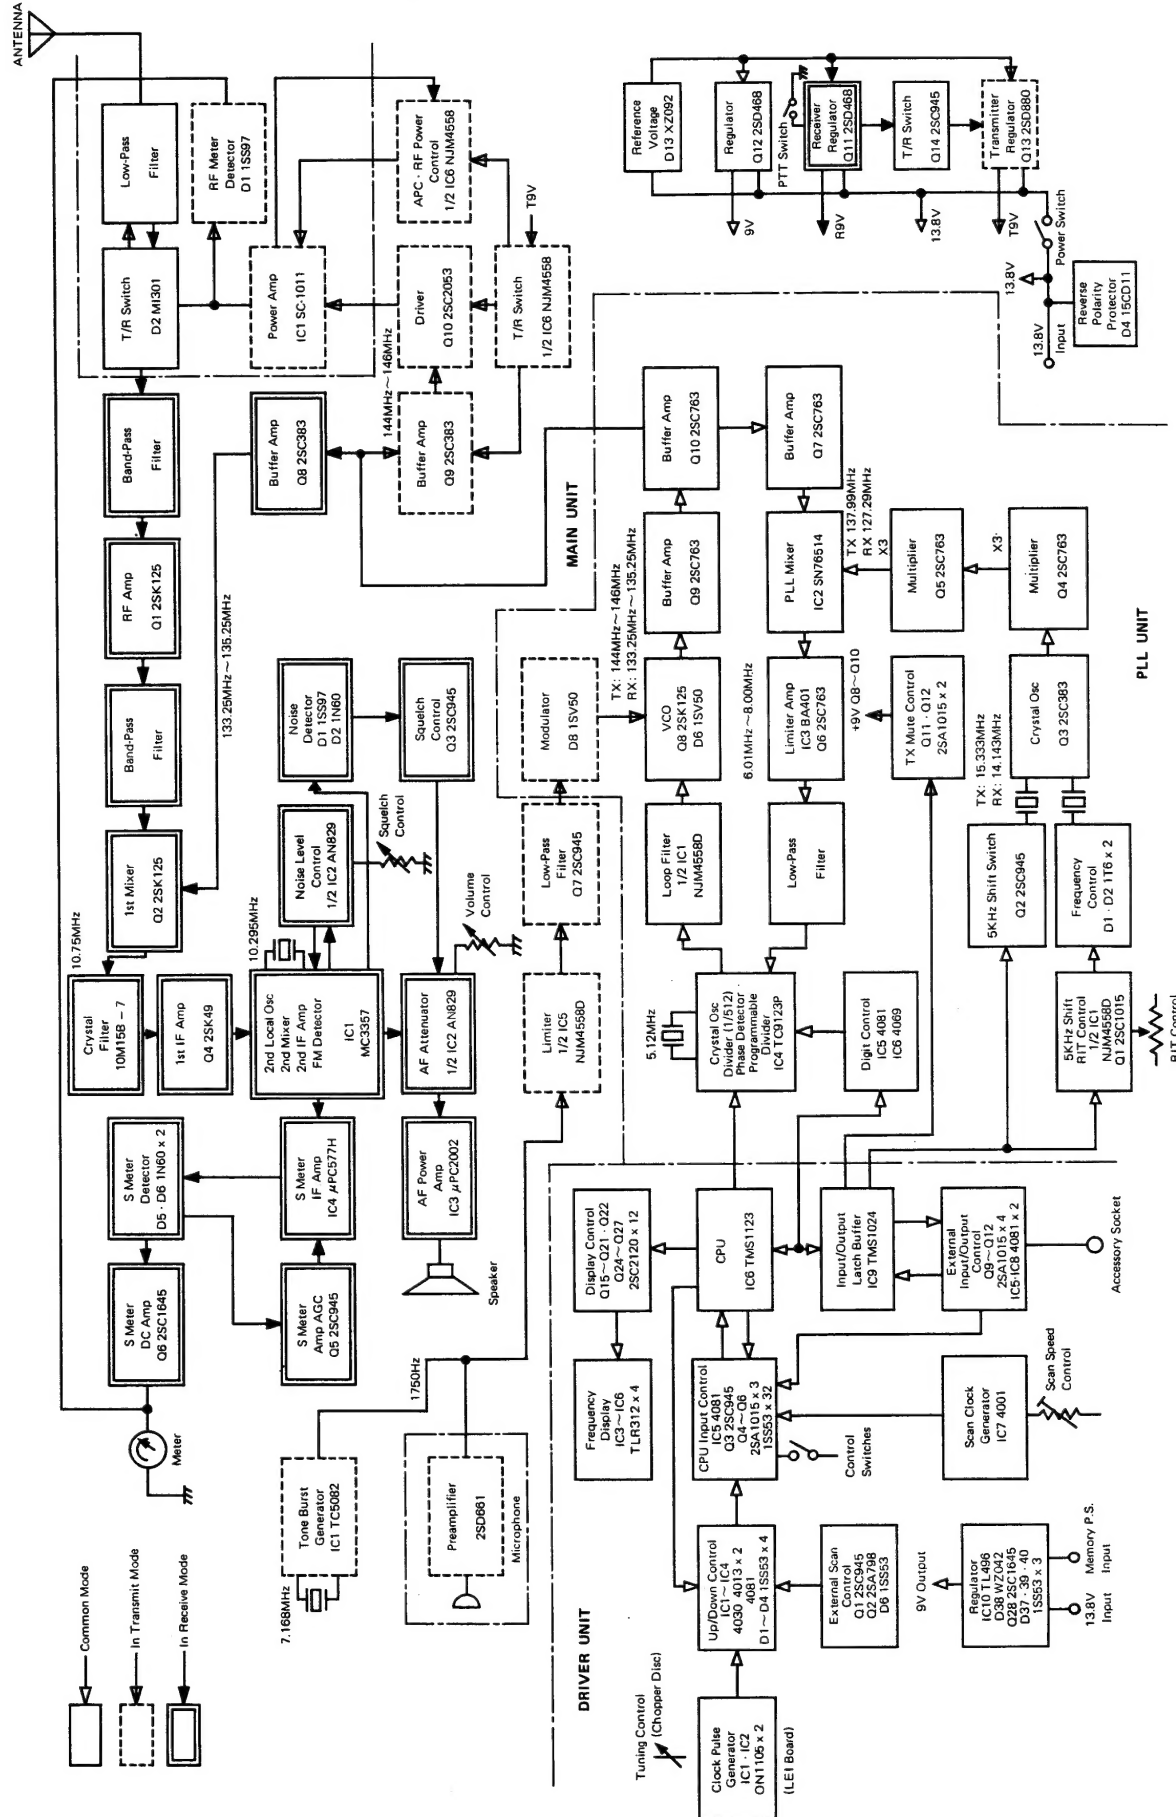 ANTENNA
Low-Pass
Filter
T/R Switch
D2 MI301
RF Meter
Detector
D1 1SS97
Power Amp
IC1 SC-1011
APC · RF Power
Control
1/2 IC6 NJM4558
Driver
Q10 2SC2053
T/R Switch
1/2 IC6 NJM4558
T9V
144MHz~146MHz
Buffer Amp
Q9 2SC383
Buffer Amp
Q8 2SC383
Band-Pass
Filter
RF Amp
Q1 2SK125
Band-Pass
Filter
1st Mixer
Q2 2SK125
133.25MHz~135.25MHz
10.75MHz
Crystal
Filter
10M15B – 7
1st IF Amp
Q4 2SK49
10.295MHz
2nd Local Osc
2nd Mixer
2nd IF Amp
FM Detector
IC1
MC3357
Noise Level
Control
1/2 IC2 AN829
Noise
Detector
D1 1SS97
D2 1N60
Squelch
Control
Q3 2SC945
Squelch
Control
Volume
Control
AF Attenuator
1/2 IC2 AN829
AF Power
Amp
IC3 μPC2002
Speaker
S Meter
IF Amp
IC4 μPC577H
S Meter
Detector
D5 · D6 1N60 x 2
S Meter
DC Amp
Q6 2SC1645
S Meter
Amp AGC
Q5 2SC945
Meter
1750Hz
Tone Burst
Generator
IC1 TC5082
7.168MHz
Preamplifier
2SD661
Microphone
Common Mode
In Transmit Mode
In Receive Mode
MAIN UNIT
Limiter
1/2 IC5
NJM4558D
Low-Pass
Filter
Q7 2SC945
Modulator
D8 1SV50
TX: 144MHz~146MHz
RX: 133.25MHz~135.25MHz
VCO
Q8 2SK125
D6 1SV50
Buffer Amp
Q9 2SC763
Buffer Amp
Q10 2SC763
Buffer Amp
Q7 2SC763
PLL Mixer
IC2 SN76514
TX 137.99MHz
RX 127.29MHz
X3
Limiter Amp
IC3 BA401
Q6 2SC763
6.01MHz~8.00MHz
Low-Pass
Filter
Loop Filter
1/2 IC1
NJM4558D
5.12MHz
Crystal Osc
Divider (1/512)
Phase Detector ·
Programmable
Divider
IC4 TC9123P
Digit Control
IC5 4081
IC6 4069
+9V Q8~Q10
TX Mute Control
Q11 · Q12
2SA1015 x 2
Multiplier
Q5 2SC763
X3
Multiplier
Q4 2SC763
Crystal Osc
Q3 2SC383
TX: 15.333MHz
RX: 14.143MHz
5KHz Shift Switch
Q2 2SC945
Frequency
Control
D1 · D2 1T6 x 2
5KHz Shift
RIT Control
1/2 IC1
NJM4558D
Q1 2SC1015
RIT Control
PLL UNIT
Reference
Voltage
D13 XZ092
Regulator
Q12 2SD468
PTT Switch
Receiver
Regulator
Q11 2SD468
T/R Switch
Q14 2SC945
Transmitter
Regulator
Q13 2SD880
9V
R9V
13.8V
T9V
Power Switch
13.8V
13.8V
Input
Reverse
Polarity
Protector
D4 15CD11
DRIVER UNIT
Display Control
Q15~Q21 · Q22
Q24~Q27
2SC2120 x 12
Frequency
Display
IC3~IC6
TLR312 x 4
CPU
IC6 TMS1123
Input/Output
Latch Buffer
IC9 TMS1024
External
Input/Output
Control
Q9~Q12
2SA1015 x 4
IC5·IC8 4081 x 2
Accessory Socket
CPU Input Control
IC5 4081
Q3 2SC945
Q4~Q6
2SA1015 x 3
1SS53 x 32
Control
Switches
Scan Clock
Generator
IC7 4001
Scan Speed
Control
Up/Down Control
IC1~IC4
4030 4013 x 2
4081
D1~D4 1SS53 x 4
External Scan
Control
Q1 2SC945
Q2 2SA798
D6 1SS53
9V Output
Regulator
IC10 TL496
D38 WZ042
Q28 2SC1645
D37 · 39 · 40
1SS53 x 3
13.8V
Input
Memory P.S.
Input
Tuning Control
(Chopper Disc)
Clock Pulse
Generator
IC1 · IC2
ON1105 x 2
(LEI Board)